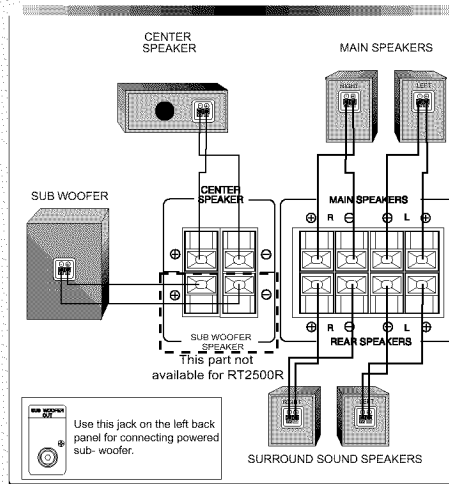 CENTER
SPEAKER
MAIN SPEAKERS
RIGHT
LEFT
SUB WOOFER
CENTER
SPEAKER
MAIN SPEAKERS
⊕ R ⊖ ⊕ L ⊕
⊕ ⊖
⊕ ⊖
SUB WOOFER
SPEAKER
⊕ R ⊖ ⊕ L ⊕
REAR SPEAKERS
This part not
available for RT2500R
RIGHT
LEFT
SUB WOOFER
OUT
Use this jack on the left back
panel for connecting powered
sub- woofer.
SURROUND SOUND SPEAKERS